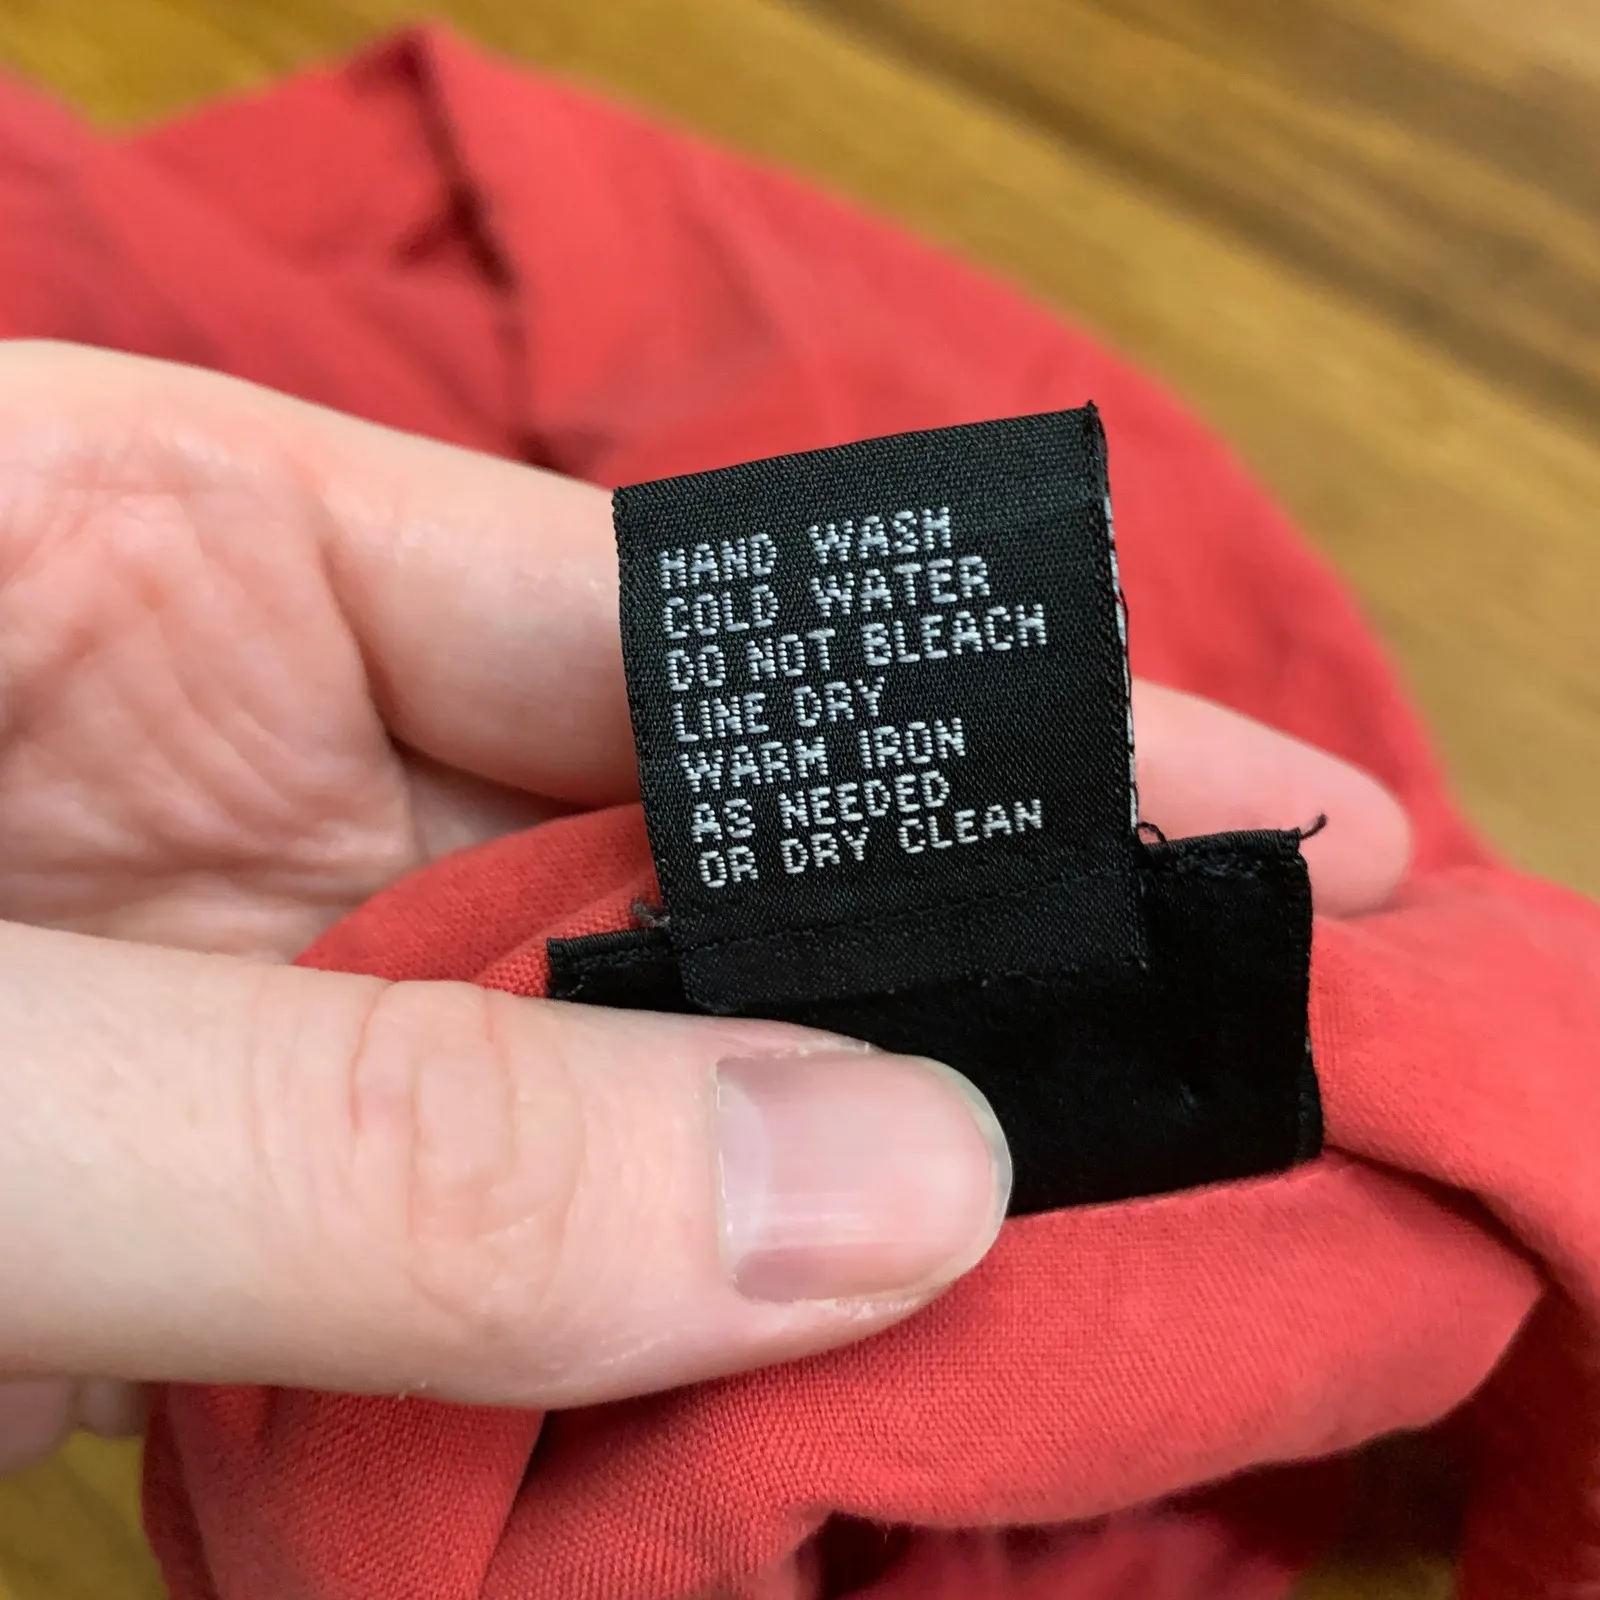 HAND WASH
COLD WATER
DO NOT BLEACH
LINE DRY
WARM IRON
AS NEEDED
OR DRY CLEAN